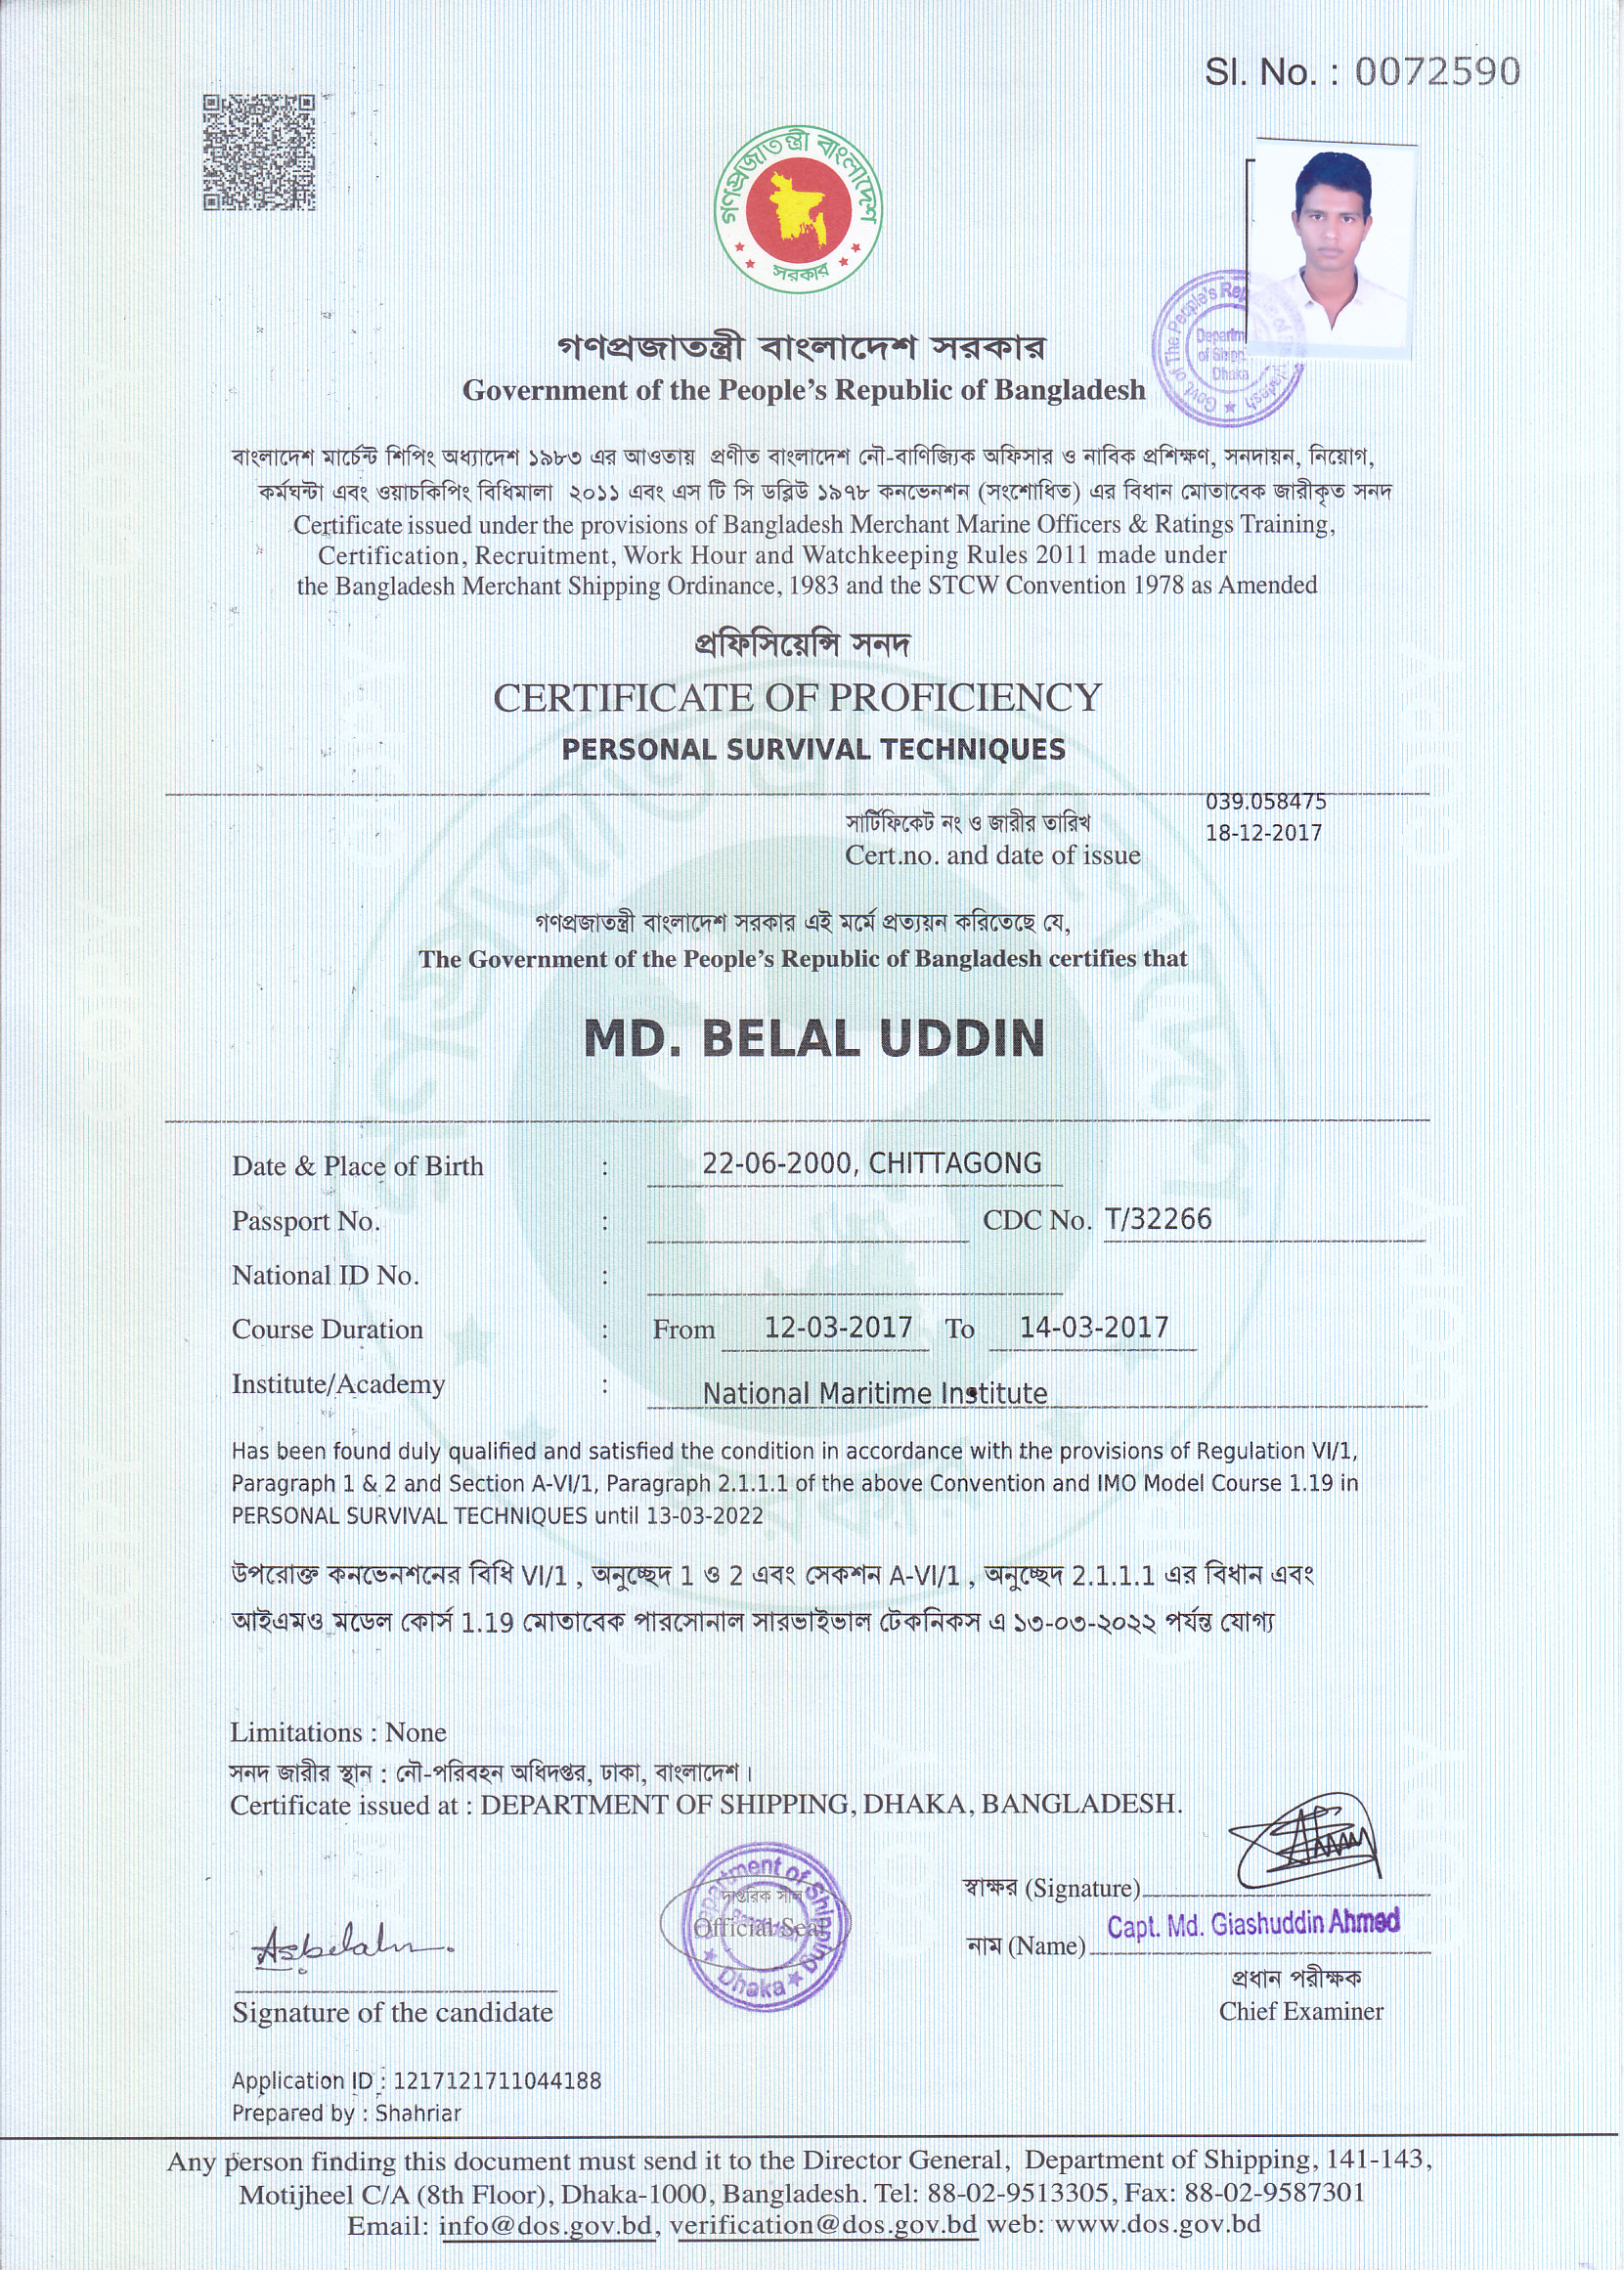 Sl. No. : 0072590
গণপ্রজাতন্ত্রী বাংলাদেশ
সরকার
Govt of The People's Rep
Departm
of Shipp
Dhaka
গণপ্রজাতন্ত্রী বাংলাদেশ সরকার
Government of the People's Republic of Bangladesh
বাংলাদেশ মার্চেন্ট শিপিং অধ্যাদেশ ১৯৮৩ এর আওতায় প্রণীত বাংলাদেশ নৌ-বাণিজ্যিক অফিসার ও নাবিক প্রশিক্ষণ, সনদায়ন, নিয়োগ,
কর্মঘন্টা এবং ওয়াচকিপিং বিধিমালা ২০১১ এবং এস টি সি ডব্লিউ ১৯৭৮ কনভেনশন (সংশোধিত) এর বিধান মোতাবেক জারীকৃত সনদ
Certificate issued under the provisions of Bangladesh Merchant Marine Officers & Ratings Training,
Certification, Recruitment, Work Hour and Watchkeeping Rules 2011 made under
the Bangladesh Merchant Shipping Ordinance, 1983 and the STCW Convention 1978 as Amended
প্রফিসিয়েন্সি সনদ
CERTIFICATE OF PROFICIENCY
PERSONAL SURVIVAL TECHNIQUES
সার্টিফিকেট নং ও জারীর তারিখ 039.058475
Cert.no. and date of issue 18-12-2017
গণপ্রজাতন্ত্রী বাংলাদেশ সরকার এই মর্মে প্রত্যয়ন করিতেছে যে,
The Government of the People's Republic of Bangladesh certifies that
MD. BELAL UDDIN
Date & Place of Birth : 22-06-2000, CHITTAGONG
Passport No. : CDC No. T/32266
National ID No. :
Course Duration : From 12-03-2017 To 14-03-2017
Institute/Academy : National Maritime Institute
Has been found duly qualified and satisfied the condition in accordance with the provisions of Regulation VI/1,
Paragraph 1 & 2 and Section A-VI/1, Paragraph 2.1.1.1 of the above Convention and IMO Model Course 1.19 in
PERSONAL SURVIVAL TECHNIQUES until 13-03-2022
উপরোক্ত কনভেনশনের বিধি VI/1 , অনুচ্ছেদ 1 ও 2 এবং সেকশন A-VI/1 , অনুচ্ছেদ 2.1.1.1 এর বিধান এবং
আইএমও মডেল কোর্স 1.19 মোতাবেক পারসোনাল সারভাইভাল টেকনিকস এ ১৩-০৩-২০২২ পর্যন্ত যোগ্য
Limitations : None
সনদ জারীর স্থান : নৌ-পরিবহন অধিদপ্তর, ঢাকা, বাংলাদেশ।
Certificate issued at : DEPARTMENT OF SHIPPING, DHAKA, BANGLADESH.
Department of Shipping
দাপ্তরিক সীল
Official Seal
Dhaka
স্বাক্ষর (Signature)
নাম (Name) Capt. Md. Giashuddin Ahmed
প্রধান পরীক্ষক
Chief Examiner
Asbelalu.
Signature of the candidate
Application ID : 1217121711044188
Prepared by : Shahriar
Any person finding this document must send it to the Director General, Department of Shipping, 141-143,
Motijheel C/A (8th Floor), Dhaka-1000, Bangladesh. Tel: 88-02-9513305, Fax: 88-02-9587301
Email: info@dos.gov.bd, verification@dos.gov.bd web: www.dos.gov.bd